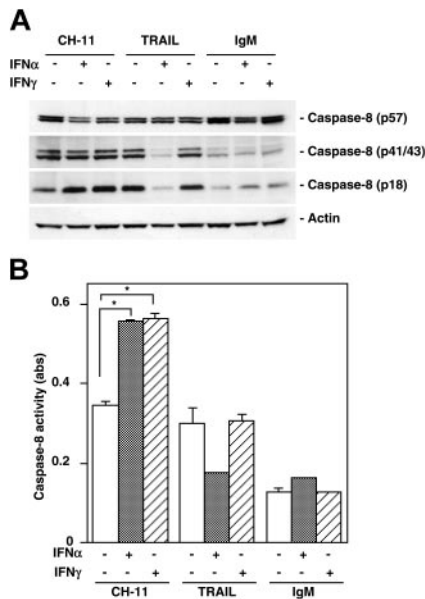 A
CH-11 TRAIL IgM
IFNα - + - - + - - + -
IFNγ - - + - - + - - +
- Caspase-8 (p57)
- Caspase-8 (p41/43)
- Caspase-8 (p18)
- Actin
B
0.6
0.4
0.2
0
Caspase-8 activity (abs)
*
*
IFNα - + - - + - - + -
IFNγ - - + - - + - - +
CH-11 TRAIL IgM